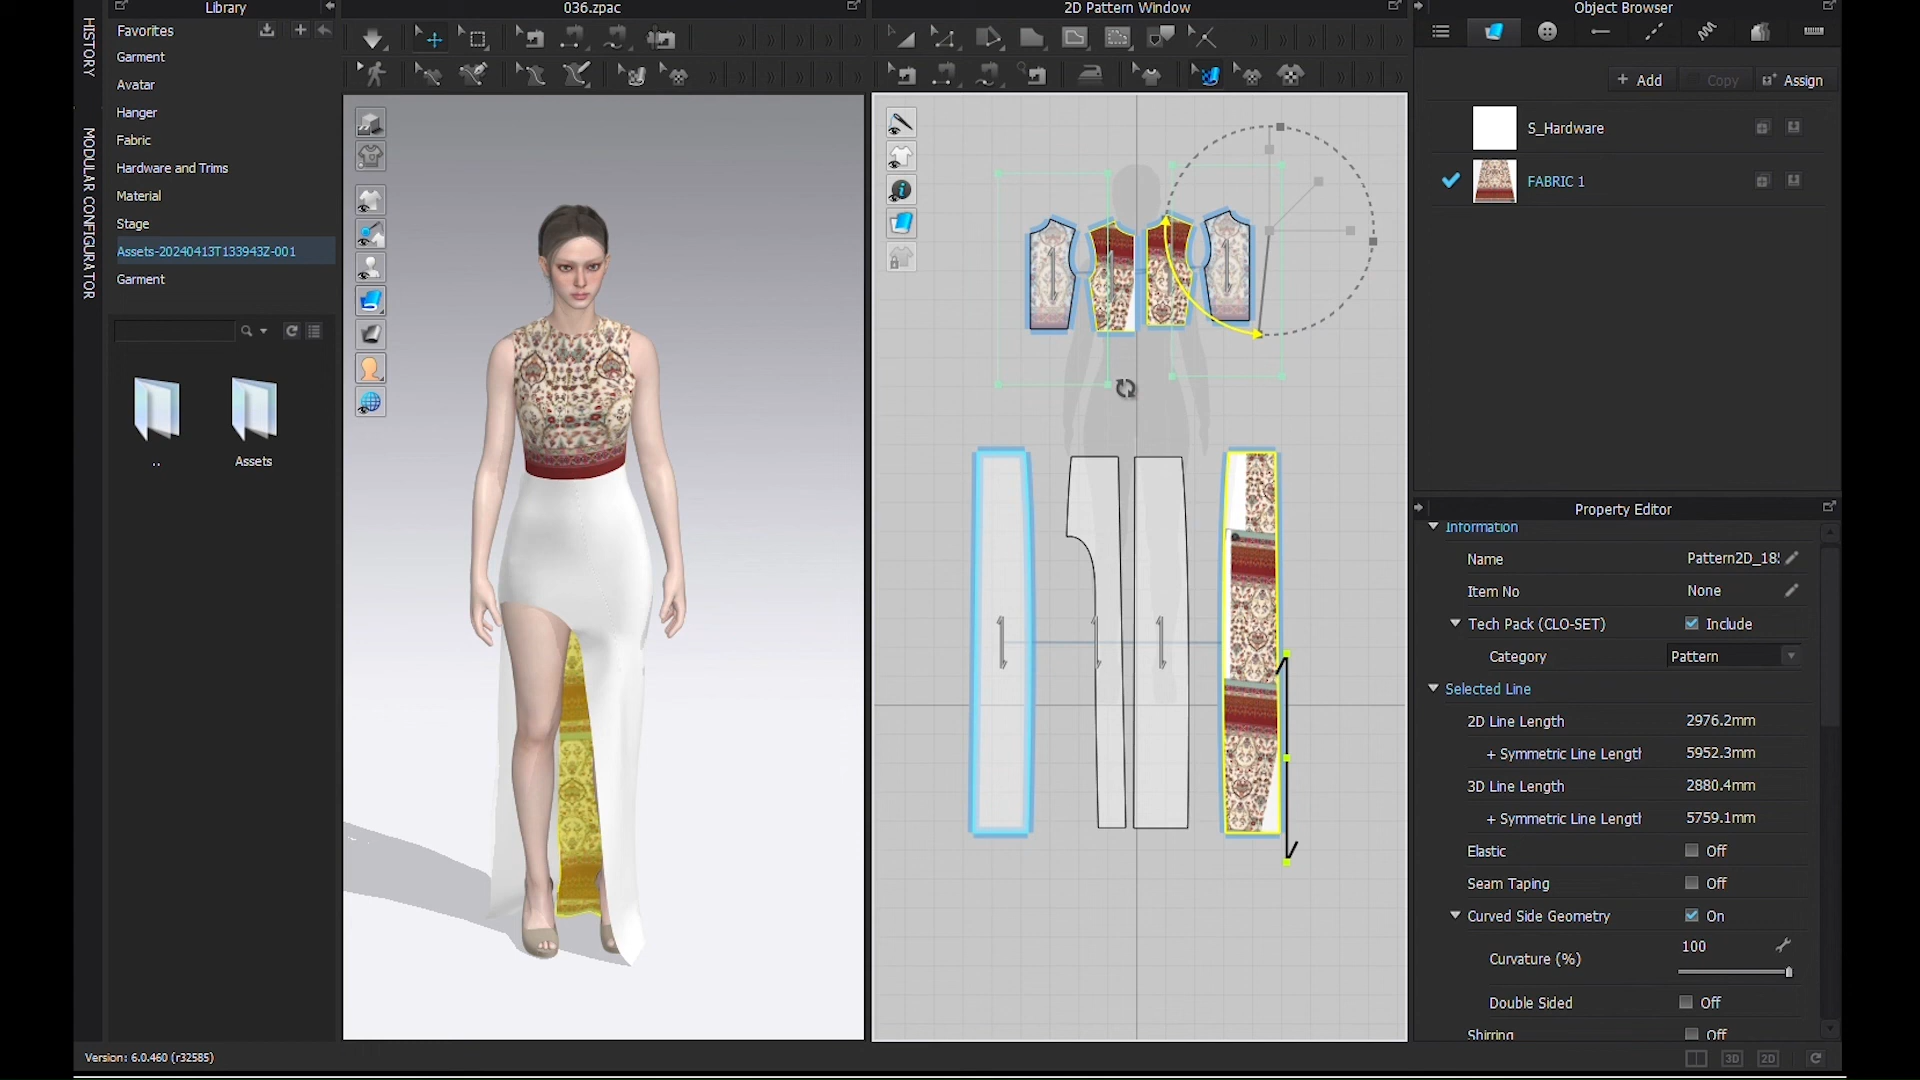 Library
036.zpac
2D Pattern Window
Object Browser
HISTORY
MODULAR CONFIGURATOR
Favorites
Garment
Avatar
Hanger
Fabric
Hardware and Trims
Material
Stage
Assets-20240413T133943Z-001
Garment
..
Assets
+ Add
Copy
Assign
S_Hardware
FABRIC 1
Property Editor
Information
Name
Pattern2D_18
Item No
None
Tech Pack (CLO-SET)
Include
Category
Pattern
Selected Line
2D Line Length
2976.2mm
+ Symmetric Line Length
5952.3mm
3D Line Length
2880.4mm
+ Symmetric Line Length
5759.1mm
Elastic
Off
Seam Taping
Off
Curved Side Geometry
On
Curvature (%)
100
Double Sided
Off
Shirring
Off
Version: 6.0.460 (r32585)
3D
2D